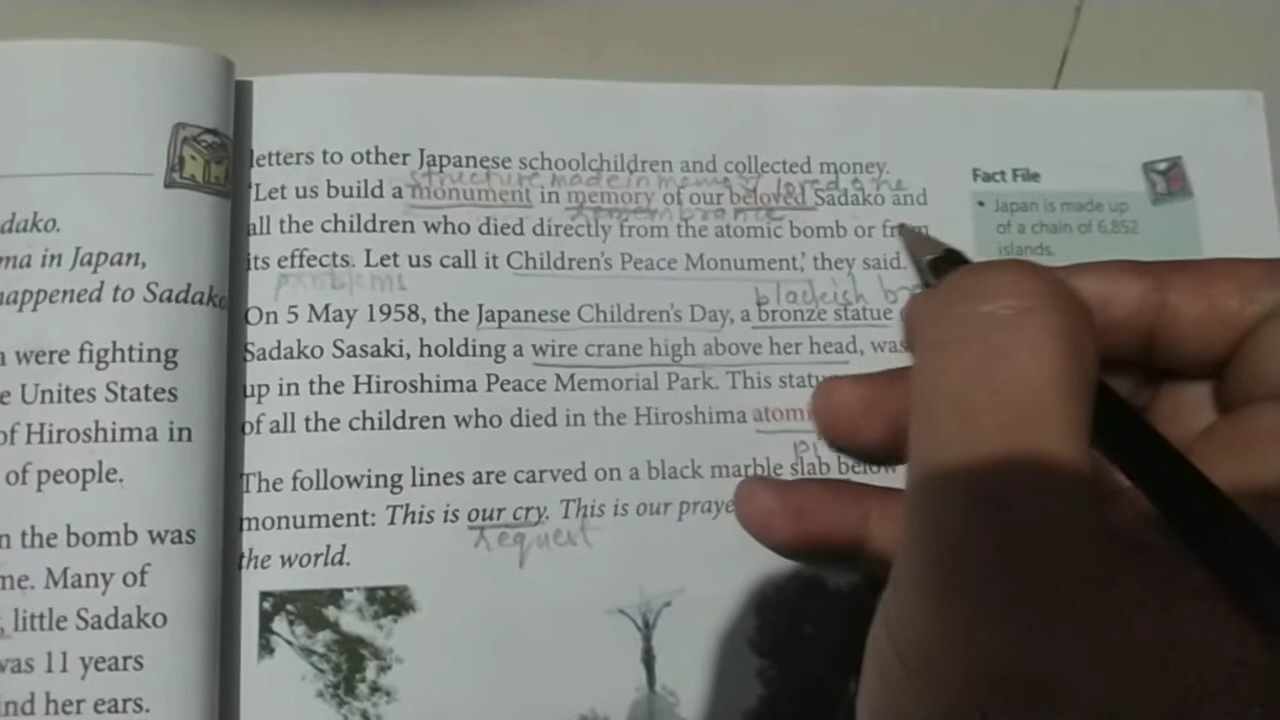 dako.
ma in Japan,
happened to Sadako
were fighting
e Unites States
of Hiroshima in
of people.
n the bomb was
me. Many of
little Sadako
was 11 years
ind her ears.
letters to other Japanese schoolchildren and collected money.
structure made in memory loved one
'Let us build a monument in memory of our beloved Sadako and
remembrance
all the children who died directly from the atomic bomb or from
its effects. Let us call it Children's Peace Monument,' they said.
problems
blackish
On 5 May 1958, the Japanese Children's Day, a bronze statue
Sadako Sasaki, holding a wire crane high above her head, was
up in the Hiroshima Peace Memorial Park. This statu
of all the children who died in the Hiroshima atom
The following lines are carved on a black marble slab below
monument: This is our cry. This is our praye
request
the world.
Fact File
• Japan is made up
of a chain of 6,852
islands.